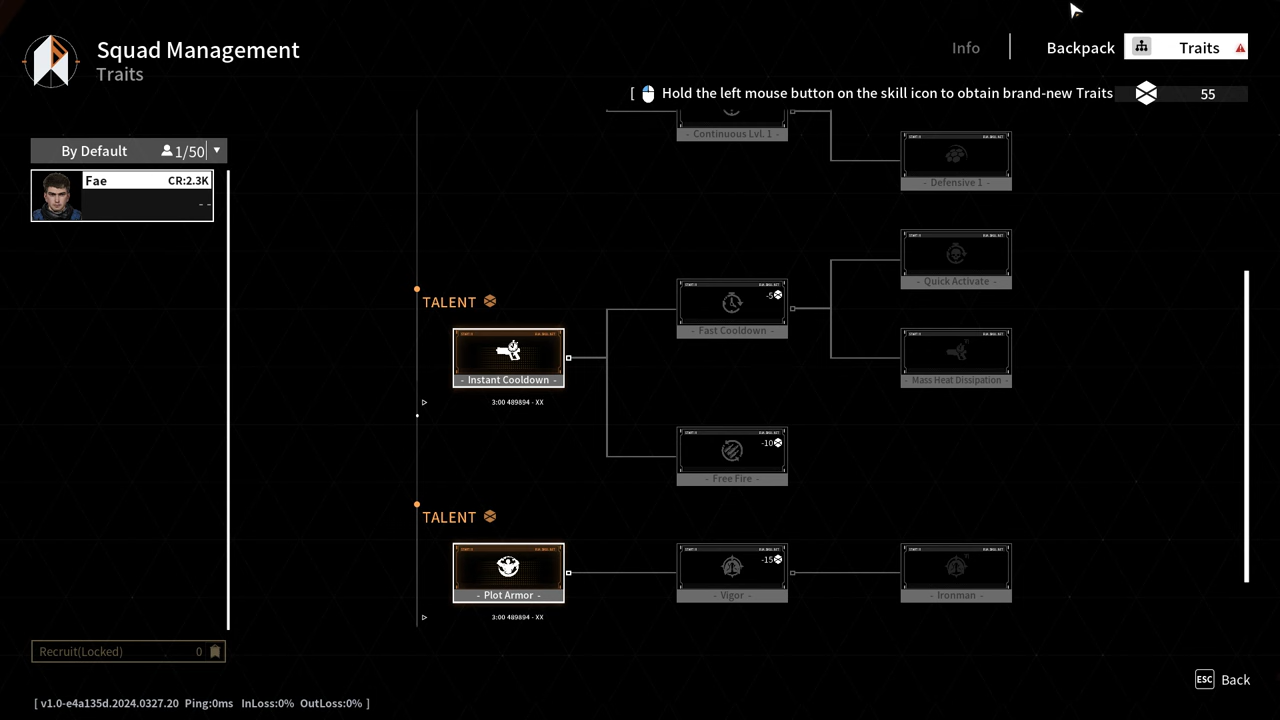 Squad Management
Traits
Info
Backpack
Traits
[ Hold the left mouse button on the skill icon to obtain brand-new Traits
55
By Default
1/50
Fae
CR:2.3K
- -
- Continuous Lvl. 1 -
- Defensive 1 -
- Quick Activate -
TALENT
-5
- Fast Cooldown -
- Instant Cooldown -
- Mass Heat Dissipation -
3:00 489894 - XX
-10
- Free Fire -
TALENT
-15
- Plot Armor -
- Vigor -
- Ironman -
3:00 489894 - XX
Recruit(Locked)
0
ESC Back
[ v1.0-e4a135d.2024.0327.20 Ping:0ms InLoss:0% OutLoss:0% ]